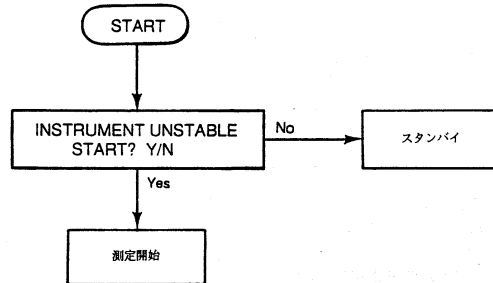 START
INSTRUMENT UNSTABLE
START? Y/N
No
スタンバイ
Yes
測定開始